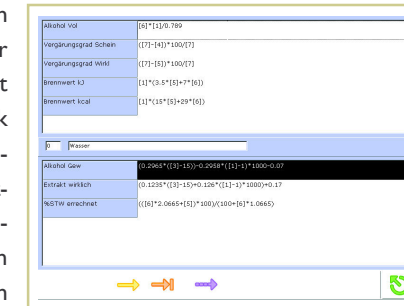 n
r
t
k
-
-
-
n
n
Alkohol Vol [6]*[1]/0.789
Vergärungsgrad Schein ([7]-[4])*100/[7]
Vergärungsgrad Wirkl ([7]-[5])*100/[7]
Brennwert kJ [1]*(3.5*[5]+7*[6])
Brennwert kcal [1]*(15*[5]+29*[6])
0 Wasser
Alkohol Gew (0.2965*([3]-15))-0.2958*([1]-1)*1000-0.07
Extrakt wirklich (0.1235*([3]-15)+0.126*([1]-1)*1000)+0.17
%STW errechnet (([6]*2.0665+[5])*100)/(100+[6]*1.0665)